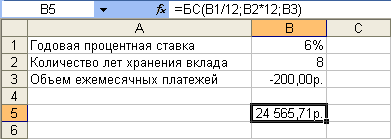 B5 fx =БС(B1/12;B2*12;B3)
A B C
1 Годовая процентная ставка 6%
2 Количество лет хранения вклада 8
3 Объем ежемесячных платежей -200,00р.
4
5 24 565,71р.